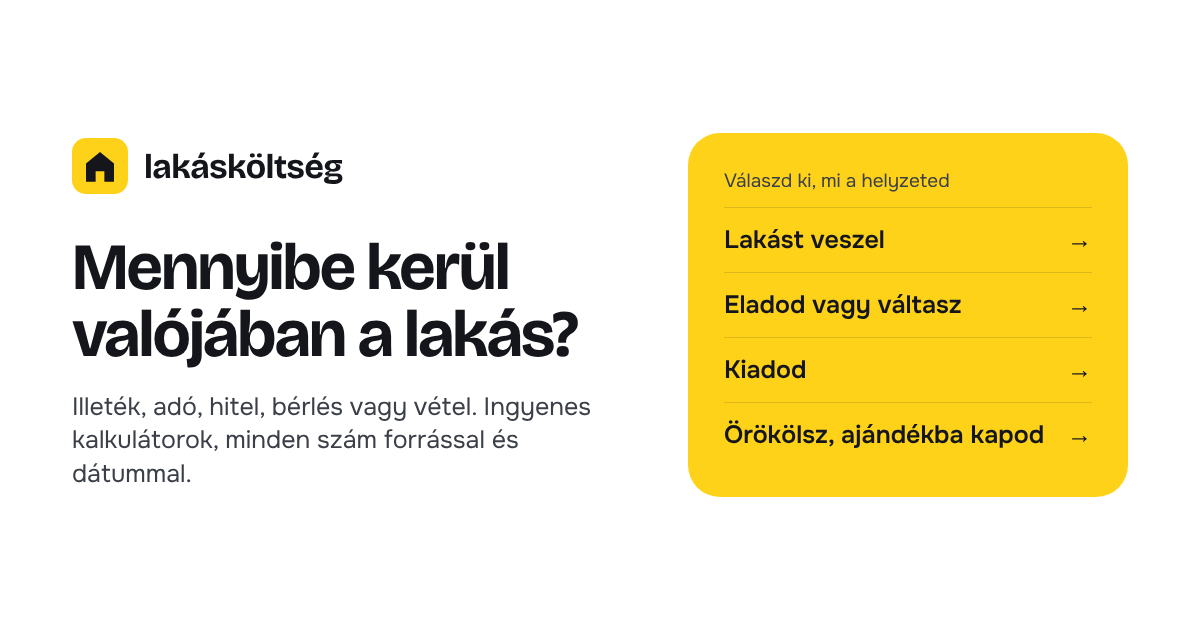 lakásköltség
Mennyibe kerül
valójában a lakás?
Illeték, adó, hitel, bérlés vagy vétel. Ingyenes
kalkulátorok, minden szám forrással és
dátummal.
Válaszd ki, mi a helyzeted
Lakást veszel →
Eladod vagy váltasz →
Kiadod →
Örökölsz, ajándékba kapod →